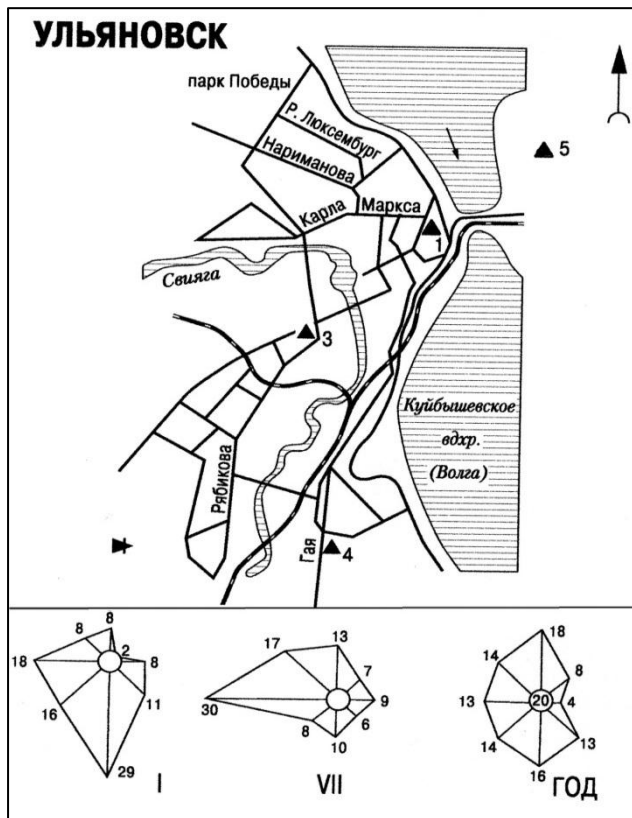 УЛЬЯНОВСК
парк Победы
Р. Люксембург
Нариманова
5
Карла Маркса
1
Свияга
3
Куйбышевское
вдхр.
(Волга)
Рябикова
Гая
4
8
8
2
8
18
16
11
29
I
13
17
7
30
9
8
6
10
VII
18
14
8
13
20
4
14
13
16
ГОД